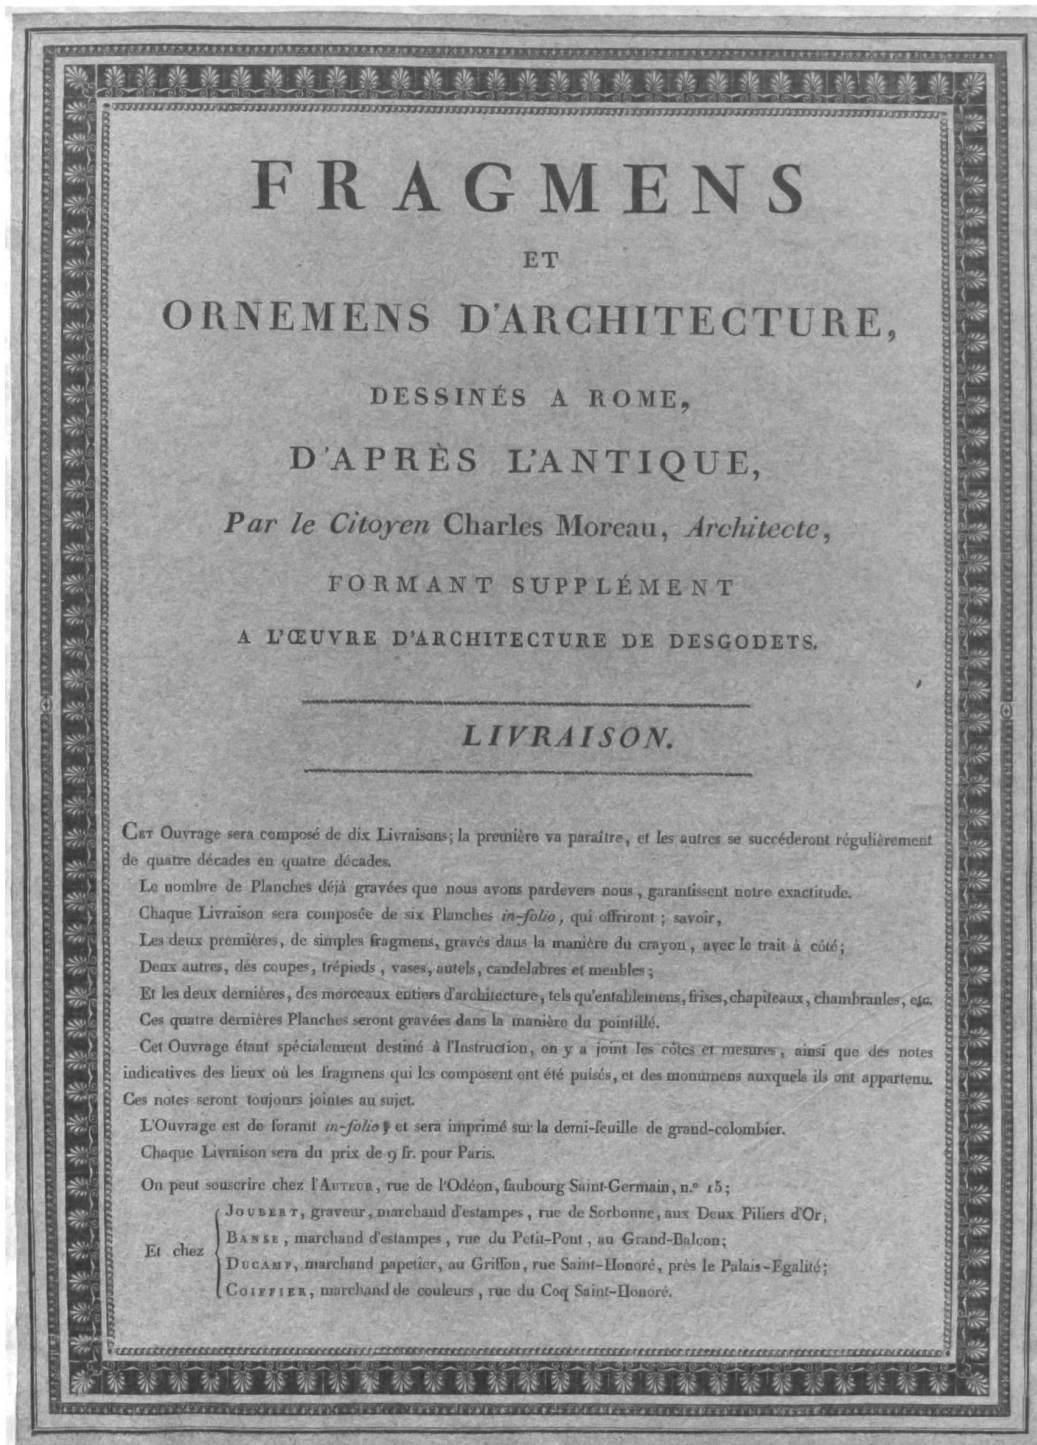 FRAGMENS
ET
ORNEMENS D'ARCHITECTURE,
DESSINÉS A ROME,
D'APRÈS L'ANTIQUE,
Par le Citoyen Charles Moreau, Architecte,
FORMANT SUPPLÉMENT
A L'ŒUVRE D'ARCHITECTURE DE DESGODETS.
LIVRAISON.
CET Ouvrage sera composé de dix Livraisons; la première va paraître, et les autres se succéderont régulièrement
de quatre décades en quatre décades.
Le nombre de Planches déjà gravées que nous avons pardevers nous, garantissent notre exactitude.
Chaque Livraison sera composée de six Planches in-folio, qui offriront; savoir,
Les deux premières, de simples fragmens, gravés dans la manière du crayon, avec le trait à côté;
Deux autres, des coupes, trépieds, vases, autels, candelabres et meubles;
Et les deux dernières, des morceaux entiers d'architecture, tels qu'entablemens, frises, chapiteaux, chambranles, etc.
Ces quatre dernières Planches seront gravées dans la manière du pointillé.
Cet Ouvrage étant spécialement destiné à l'Instruction, on y a joint les côtes et mesures, ainsi que des notes
indicatives des lieux où les fragmens qui les composent ont été puisés, et des monumens auxquels ils ont appartenu.
Ces notes seront toujours jointes au sujet.
L'Ouvrage est de foramt in-folio, et sera imprimé sur la demi-feuille de grand-colombier.
Chaque Livraison sera du prix de 9 fr. pour Paris.
On peut souscrire chez l'AUTEUR, rue de l'Odéon, faubourg Saint-Germain, n.° 15;
Et chez
JOUBERT, graveur, marchand d'estampes, rue de Sorbonne, aux Deux Piliers d'Or;
BANSE, marchand d'estampes, rue du Petit-Pont, au Grand-Balcon;
DUCAMP, marchand papetier, au Griffon, rue Saint-Honoré, près le Palais-Egalité;
COIFFIER, marchand de couleurs, rue du Coq Saint-Honoré.